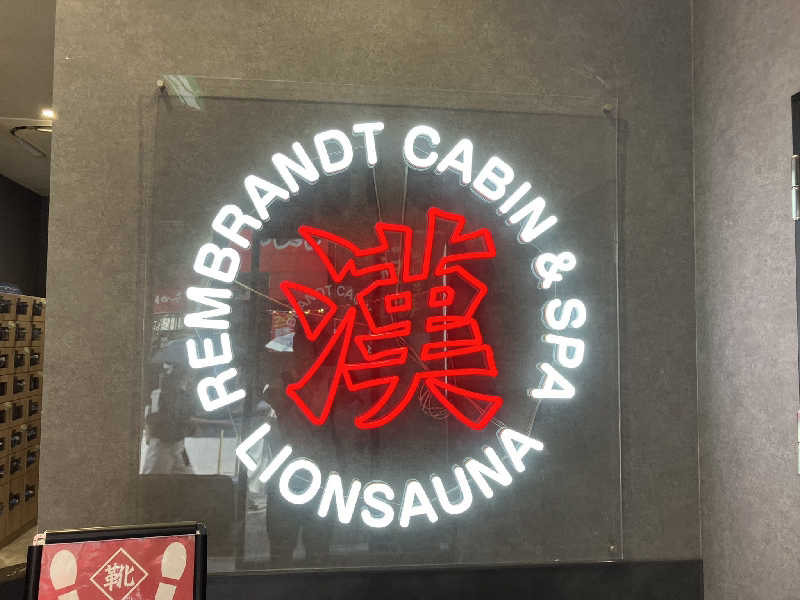 REMBRANDT CABIN & SPA
漢
LIONSAUNA
靴